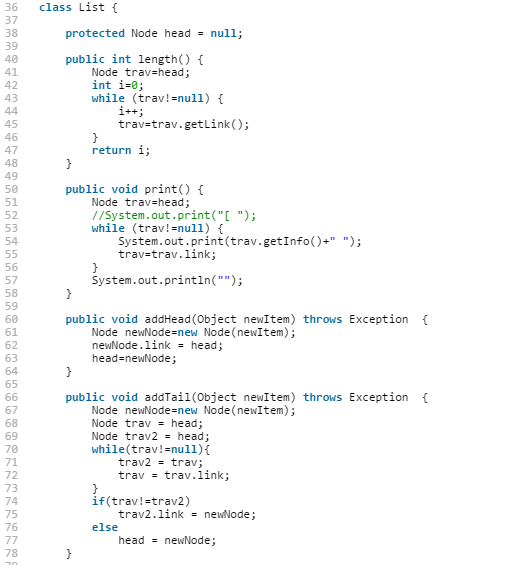 36 class List {
37
38     protected Node head = null;
39
40     public int length() {
41         Node trav=head;
42         int i=0;
43         while (trav!=null) {
44             i++;
45             trav=trav.getLink();
46         }
47         return i;
48     }
49
50     public void print() {
51         Node trav=head;
52         //System.out.print("[ ");
53         while (trav!=null) {
54             System.out.print(trav.getInfo()+" ");
55             trav=trav.link;
56         }
57         System.out.println("");
58     }
59
60     public void addHead(Object newItem) throws Exception  {
61         Node newNode=new Node(newItem);
62         newNode.link = head;
63         head=newNode;
64     }
65
66     public void addTail(Object newItem) throws Exception  {
67         Node newNode=new Node(newItem);
68         Node trav = head;
69         Node trav2 = head;
70         while(trav!=null){
71             trav2 = trav;
72             trav = trav.link;
73         }
74         if(trav!=trav2)
75             trav2.link = newNode;
76         else
77             head = newNode;
78     }